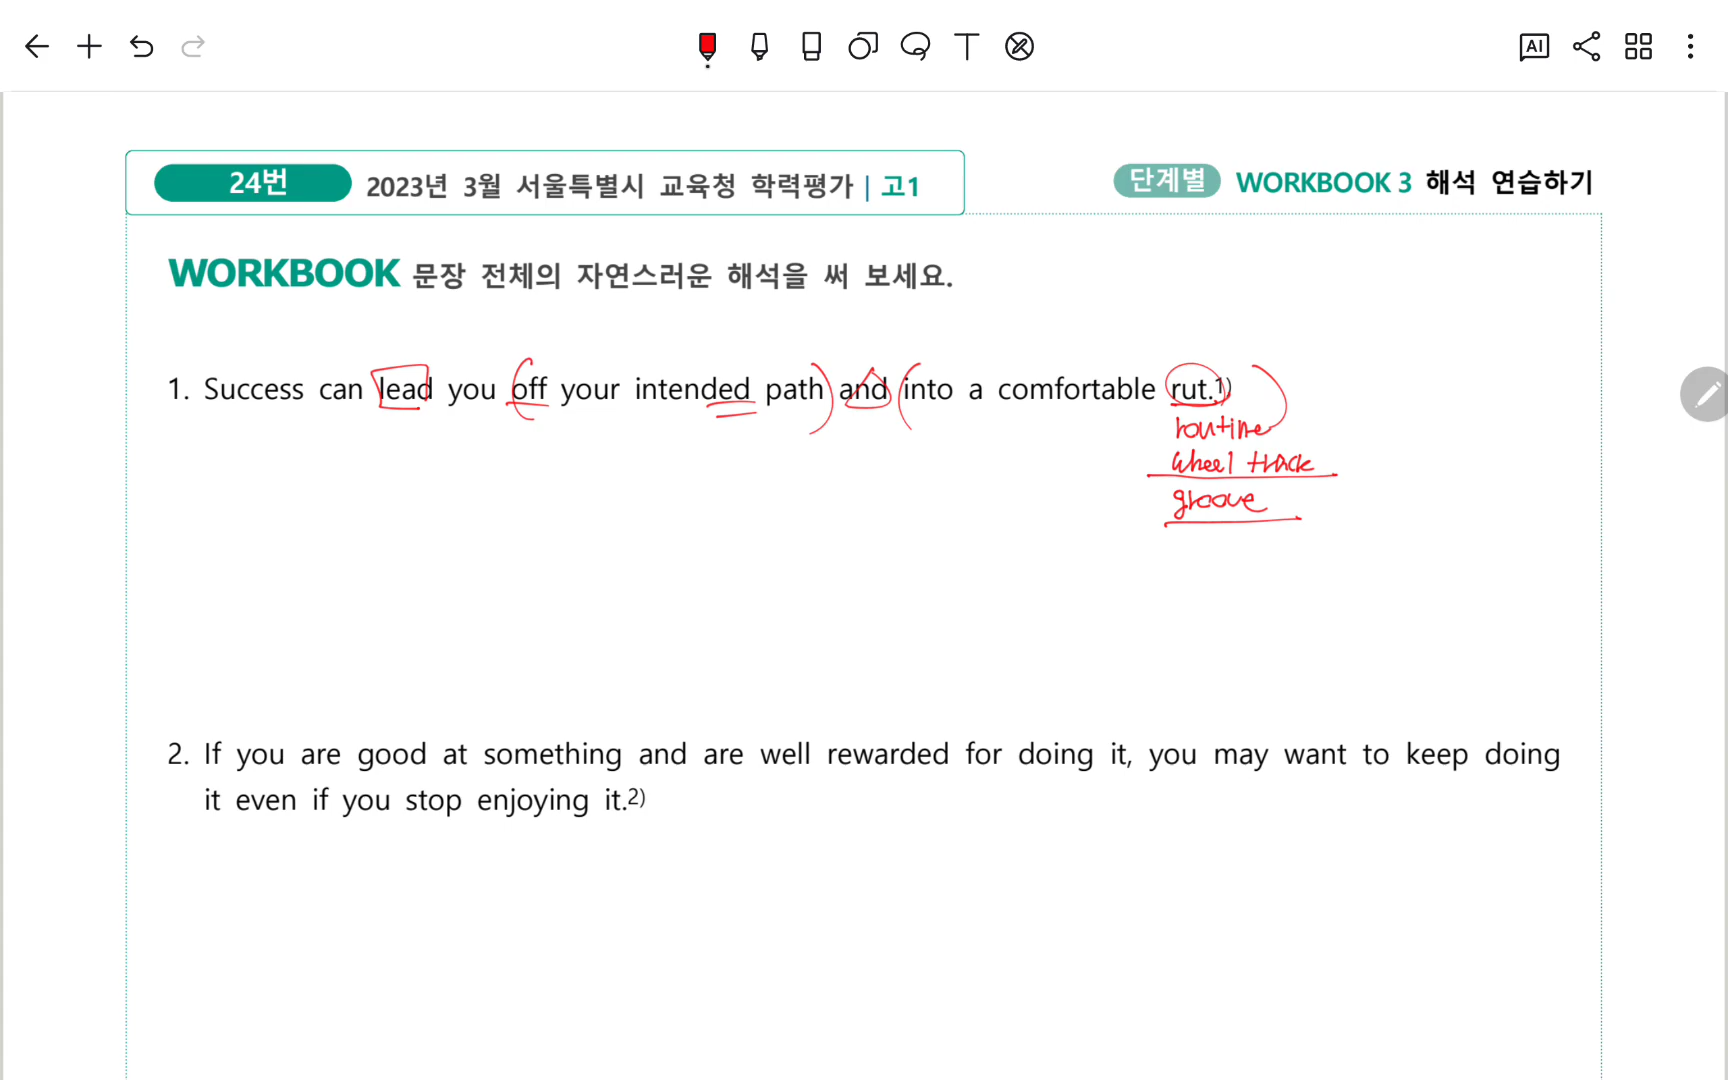 AI
24번 2023년 3월 서울특별시 교육청 학력평가 | 고1
단계별 WORKBOOK 3 해석 연습하기
WORKBOOK 문장 전체의 자연스러운 해석을 써 보세요.
1. Success can lead you off your intended path and into a comfortable rut.1)
routine
wheel track
groove
2. If you are good at something and are well rewarded for doing it, you may want to keep doing
it even if you stop enjoying it.2)